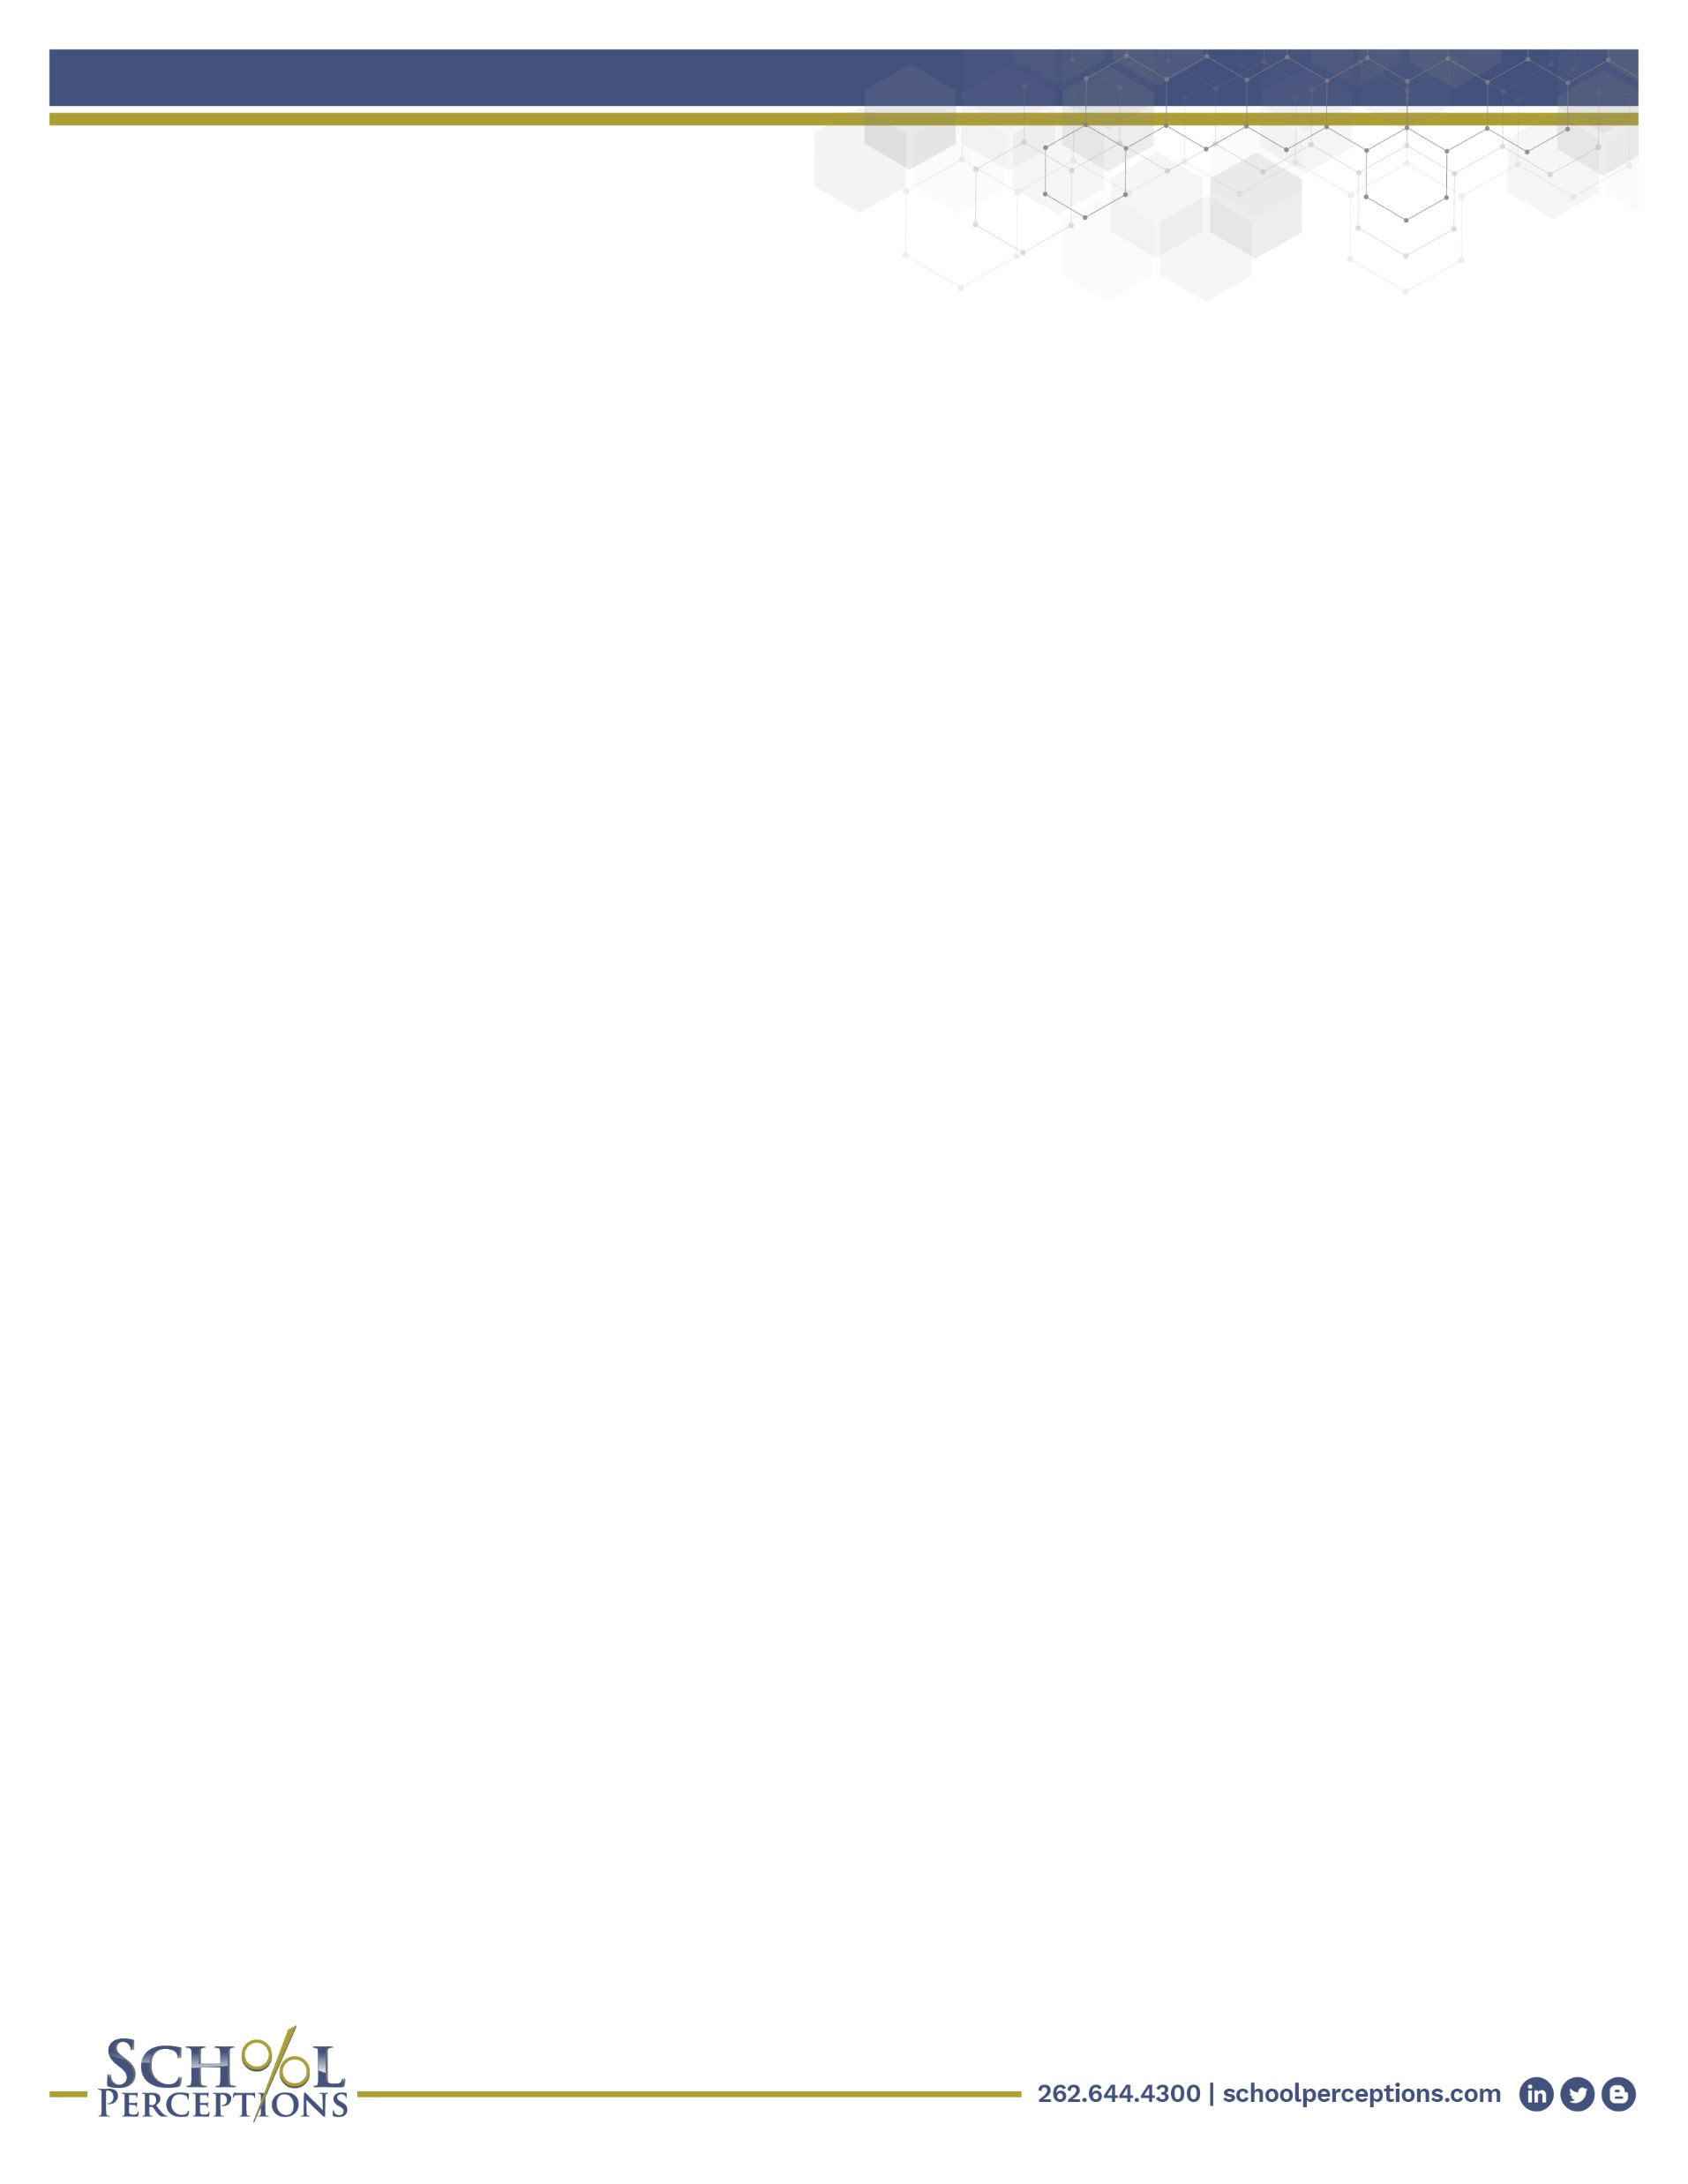 SCHOOL
PERCEPTIONS
262.644.4300 | schoolperceptions.com
in